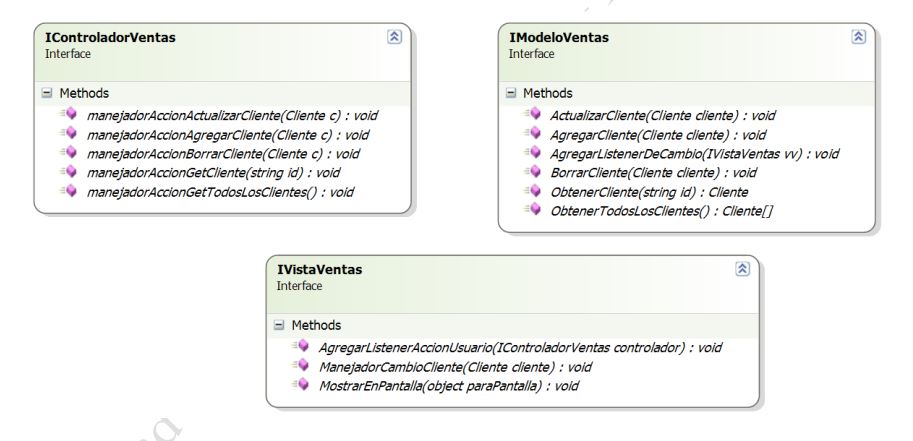 IControladorVentas
Interface
Methods
manejadorAccionActualizarCliente(Cliente c) : void
manejadorAccionAgregarCliente(Cliente c) : void
manejadorAccionBorrarCliente(Cliente c) : void
manejadorAccionGetCliente(string id) : void
manejadorAccionGetTodosLosClientes() : void
IModeloVentas
Interface
Methods
ActualizarCliente(Cliente cliente) : void
AgregarCliente(Cliente cliente) : void
AgregarListenerDeCambio(IVistaVentas vv) : void
BorrarCliente(Cliente cliente) : void
ObtenerCliente(string id) : Cliente
ObtenerTodosLosClientes() : Cliente[]
IVistaVentas
Interface
Methods
AgregarListenerAccionUsuario(IControladorVentas controlador) : void
ManejadorCambioCliente(Cliente cliente) : void
MostrarEnPantalla(object paraPantalla) : void